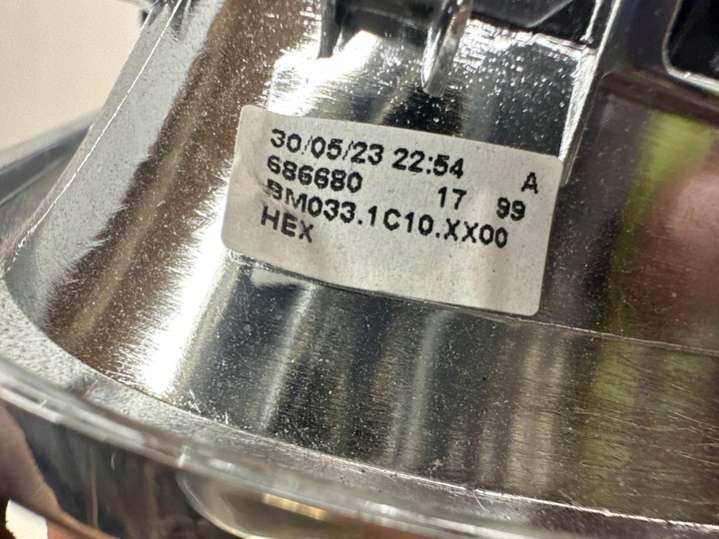 30/05/23 22:54 A
686680 17 99
BM033.1C10.XX00
HEX